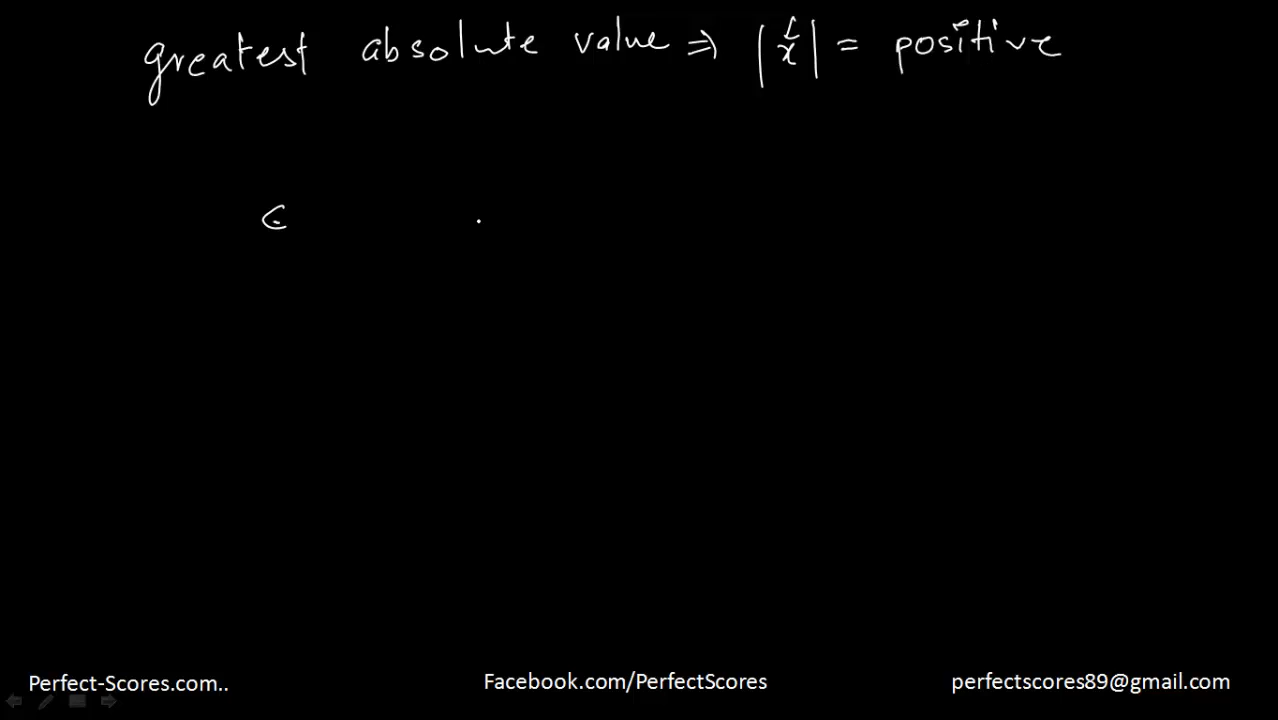 greatest absolute value ⇒ |x| = positive
Perfect-Scores.com..
Facebook.com/PerfectScores
perfectscores89@gmail.com